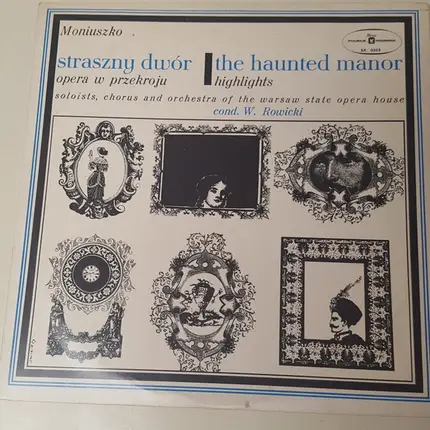 Moniuszko
straszny dwór the haunted manor
opera w przekroju highlights
soloists, chorus and orchestra of the warsaw state opera house
cond. W. Rowicki